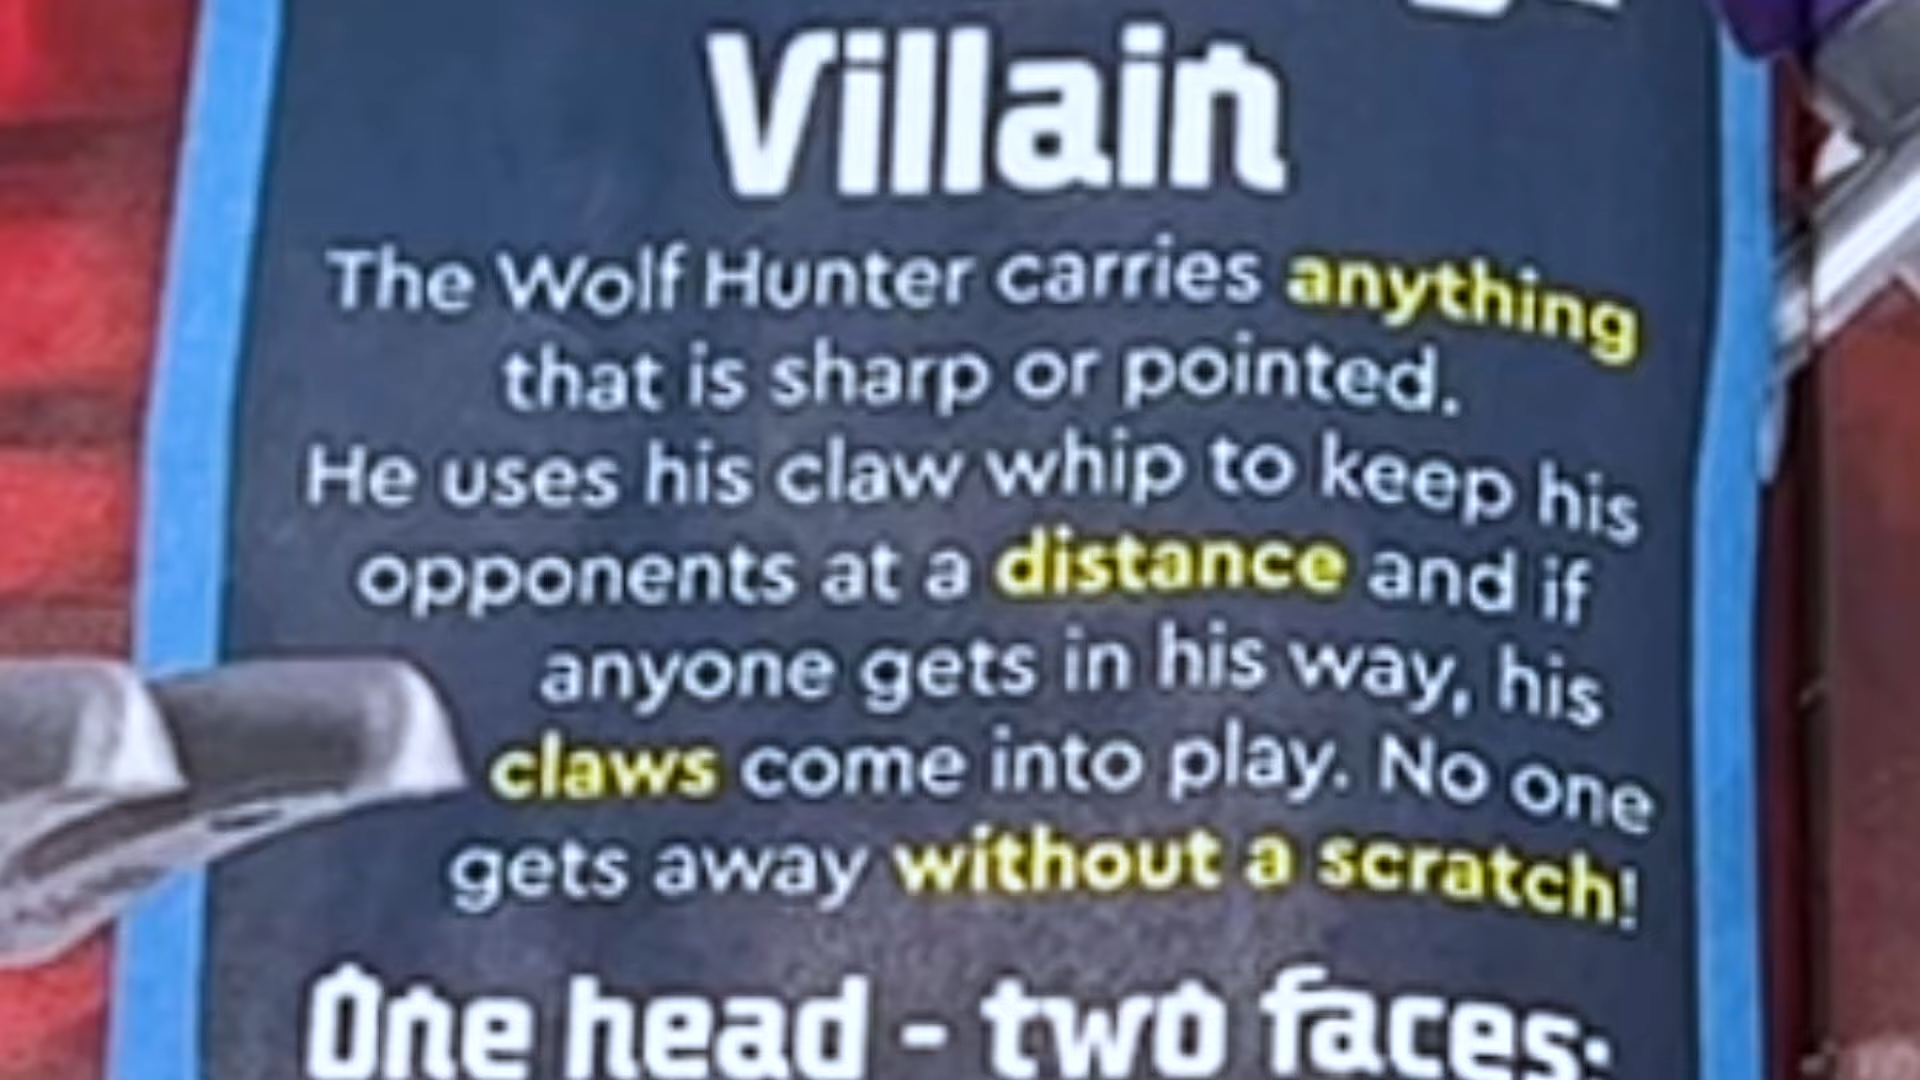 Villain
The Wolf Hunter carries anything
that is sharp or pointed.
He uses his claw whip to keep his
opponents at a distance and if
anyone gets in his way, his
claws come into play. No one
gets away without a scratch!
One head - two faces: